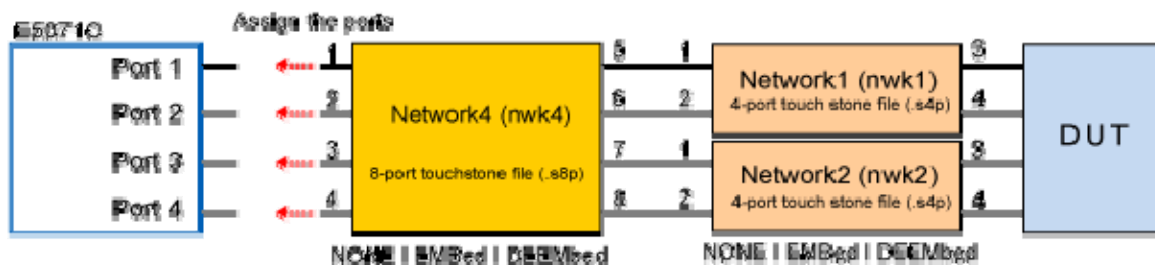 E5071C
Assign the ports
Port 1
Port 2
Port 3
Port 4
1
2
3
4
Network4 (nwk4)
8-port touchstone file (.s8p)
NONE | EMBed | DEEMbed
5
6
7
8
1
2
1
2
Network1 (nwk1)
4-port touch stone file (.s4p)
Network2 (nwk2)
4-port touch stone file (.s4p)
NONE | EMBed | DEEMbed
3
4
3
4
DUT